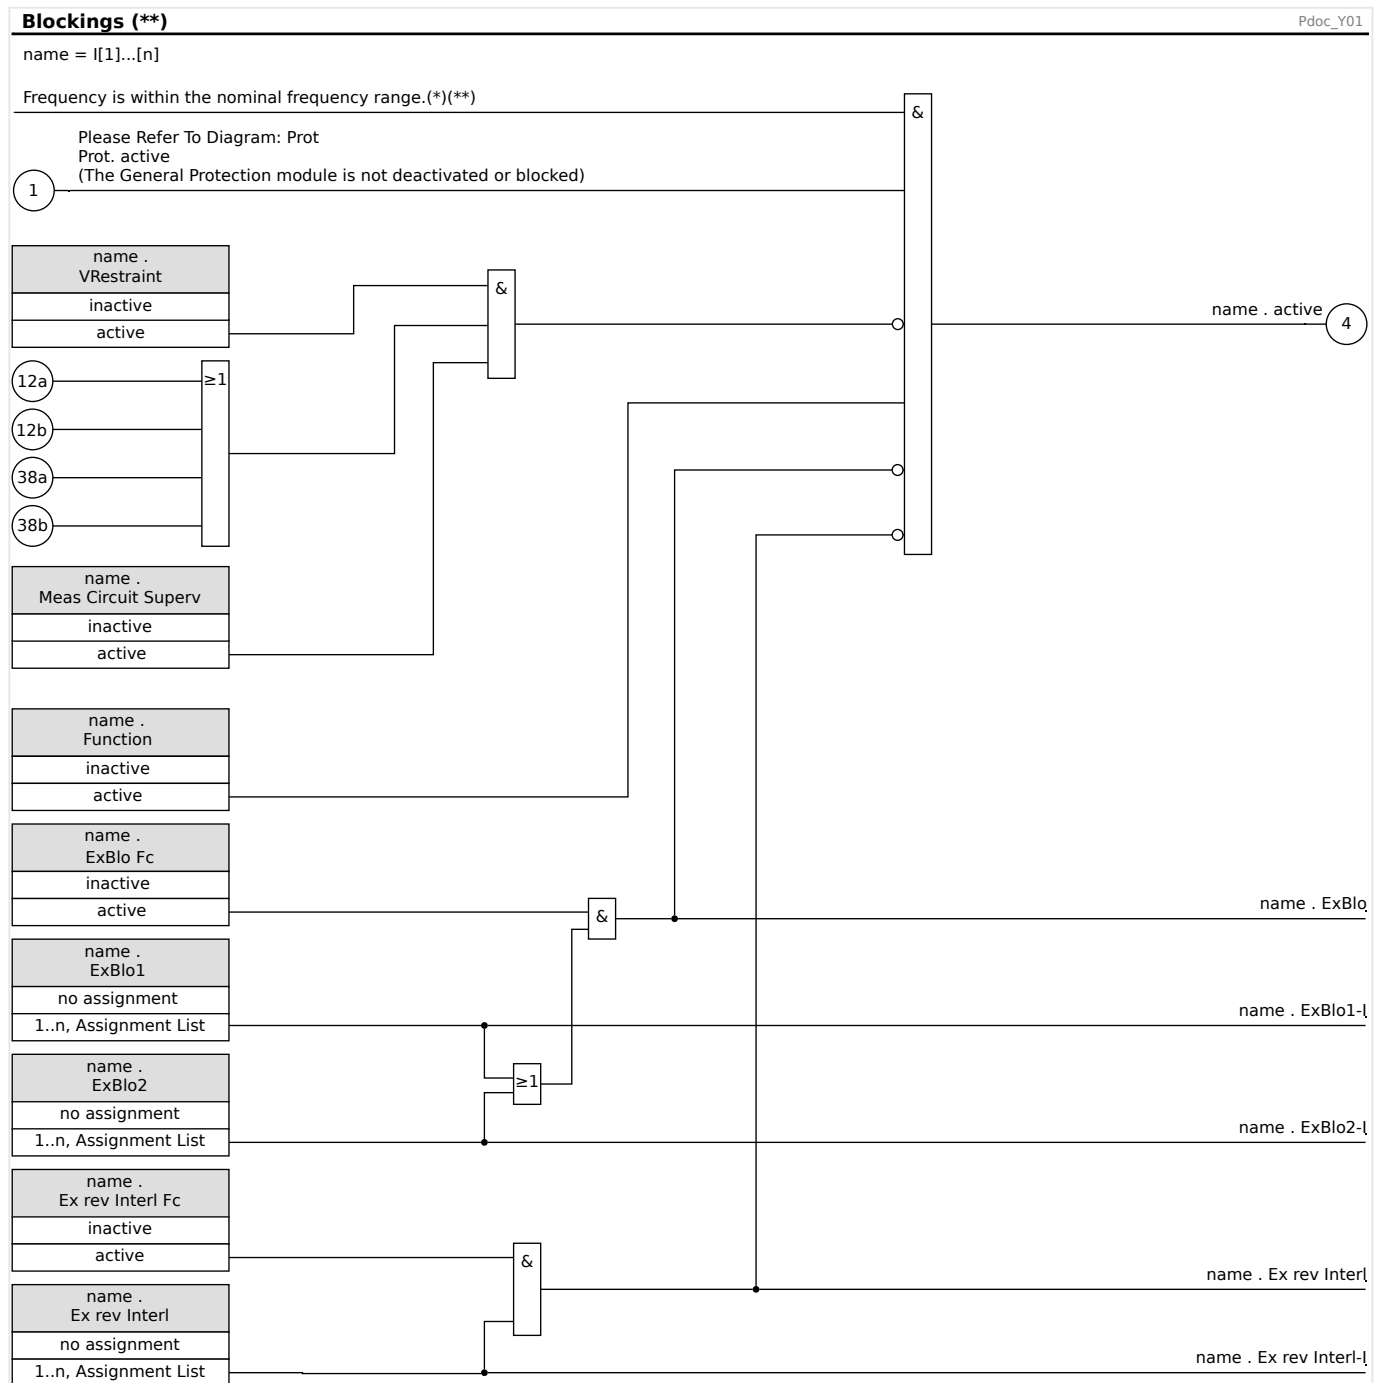 Blockings (**)
Pdoc_Y01
name = I[1]...[n]
Frequency is within the nominal frequency range.(*)(**)
&
Please Refer To Diagram: Prot
Prot. active
(The General Protection module is not deactivated or blocked)
1
name .
VRestraint
inactive
active
&
name . active
4
12a
≥1
12b
38a
38b
name .
Meas Circuit Superv
inactive
active
name .
Function
inactive
active
name .
ExBlo Fc
inactive
active
&
name . ExBlo
name .
ExBlo1
no assignment
1..n, Assignment List
name . ExBlo1-I
≥1
name .
ExBlo2
no assignment
1..n, Assignment List
name . ExBlo2-I
name .
Ex rev Interl Fc
inactive
active
&
name . Ex rev Interl
name .
Ex rev Interl
no assignment
1..n, Assignment List
name . Ex rev Interl-I